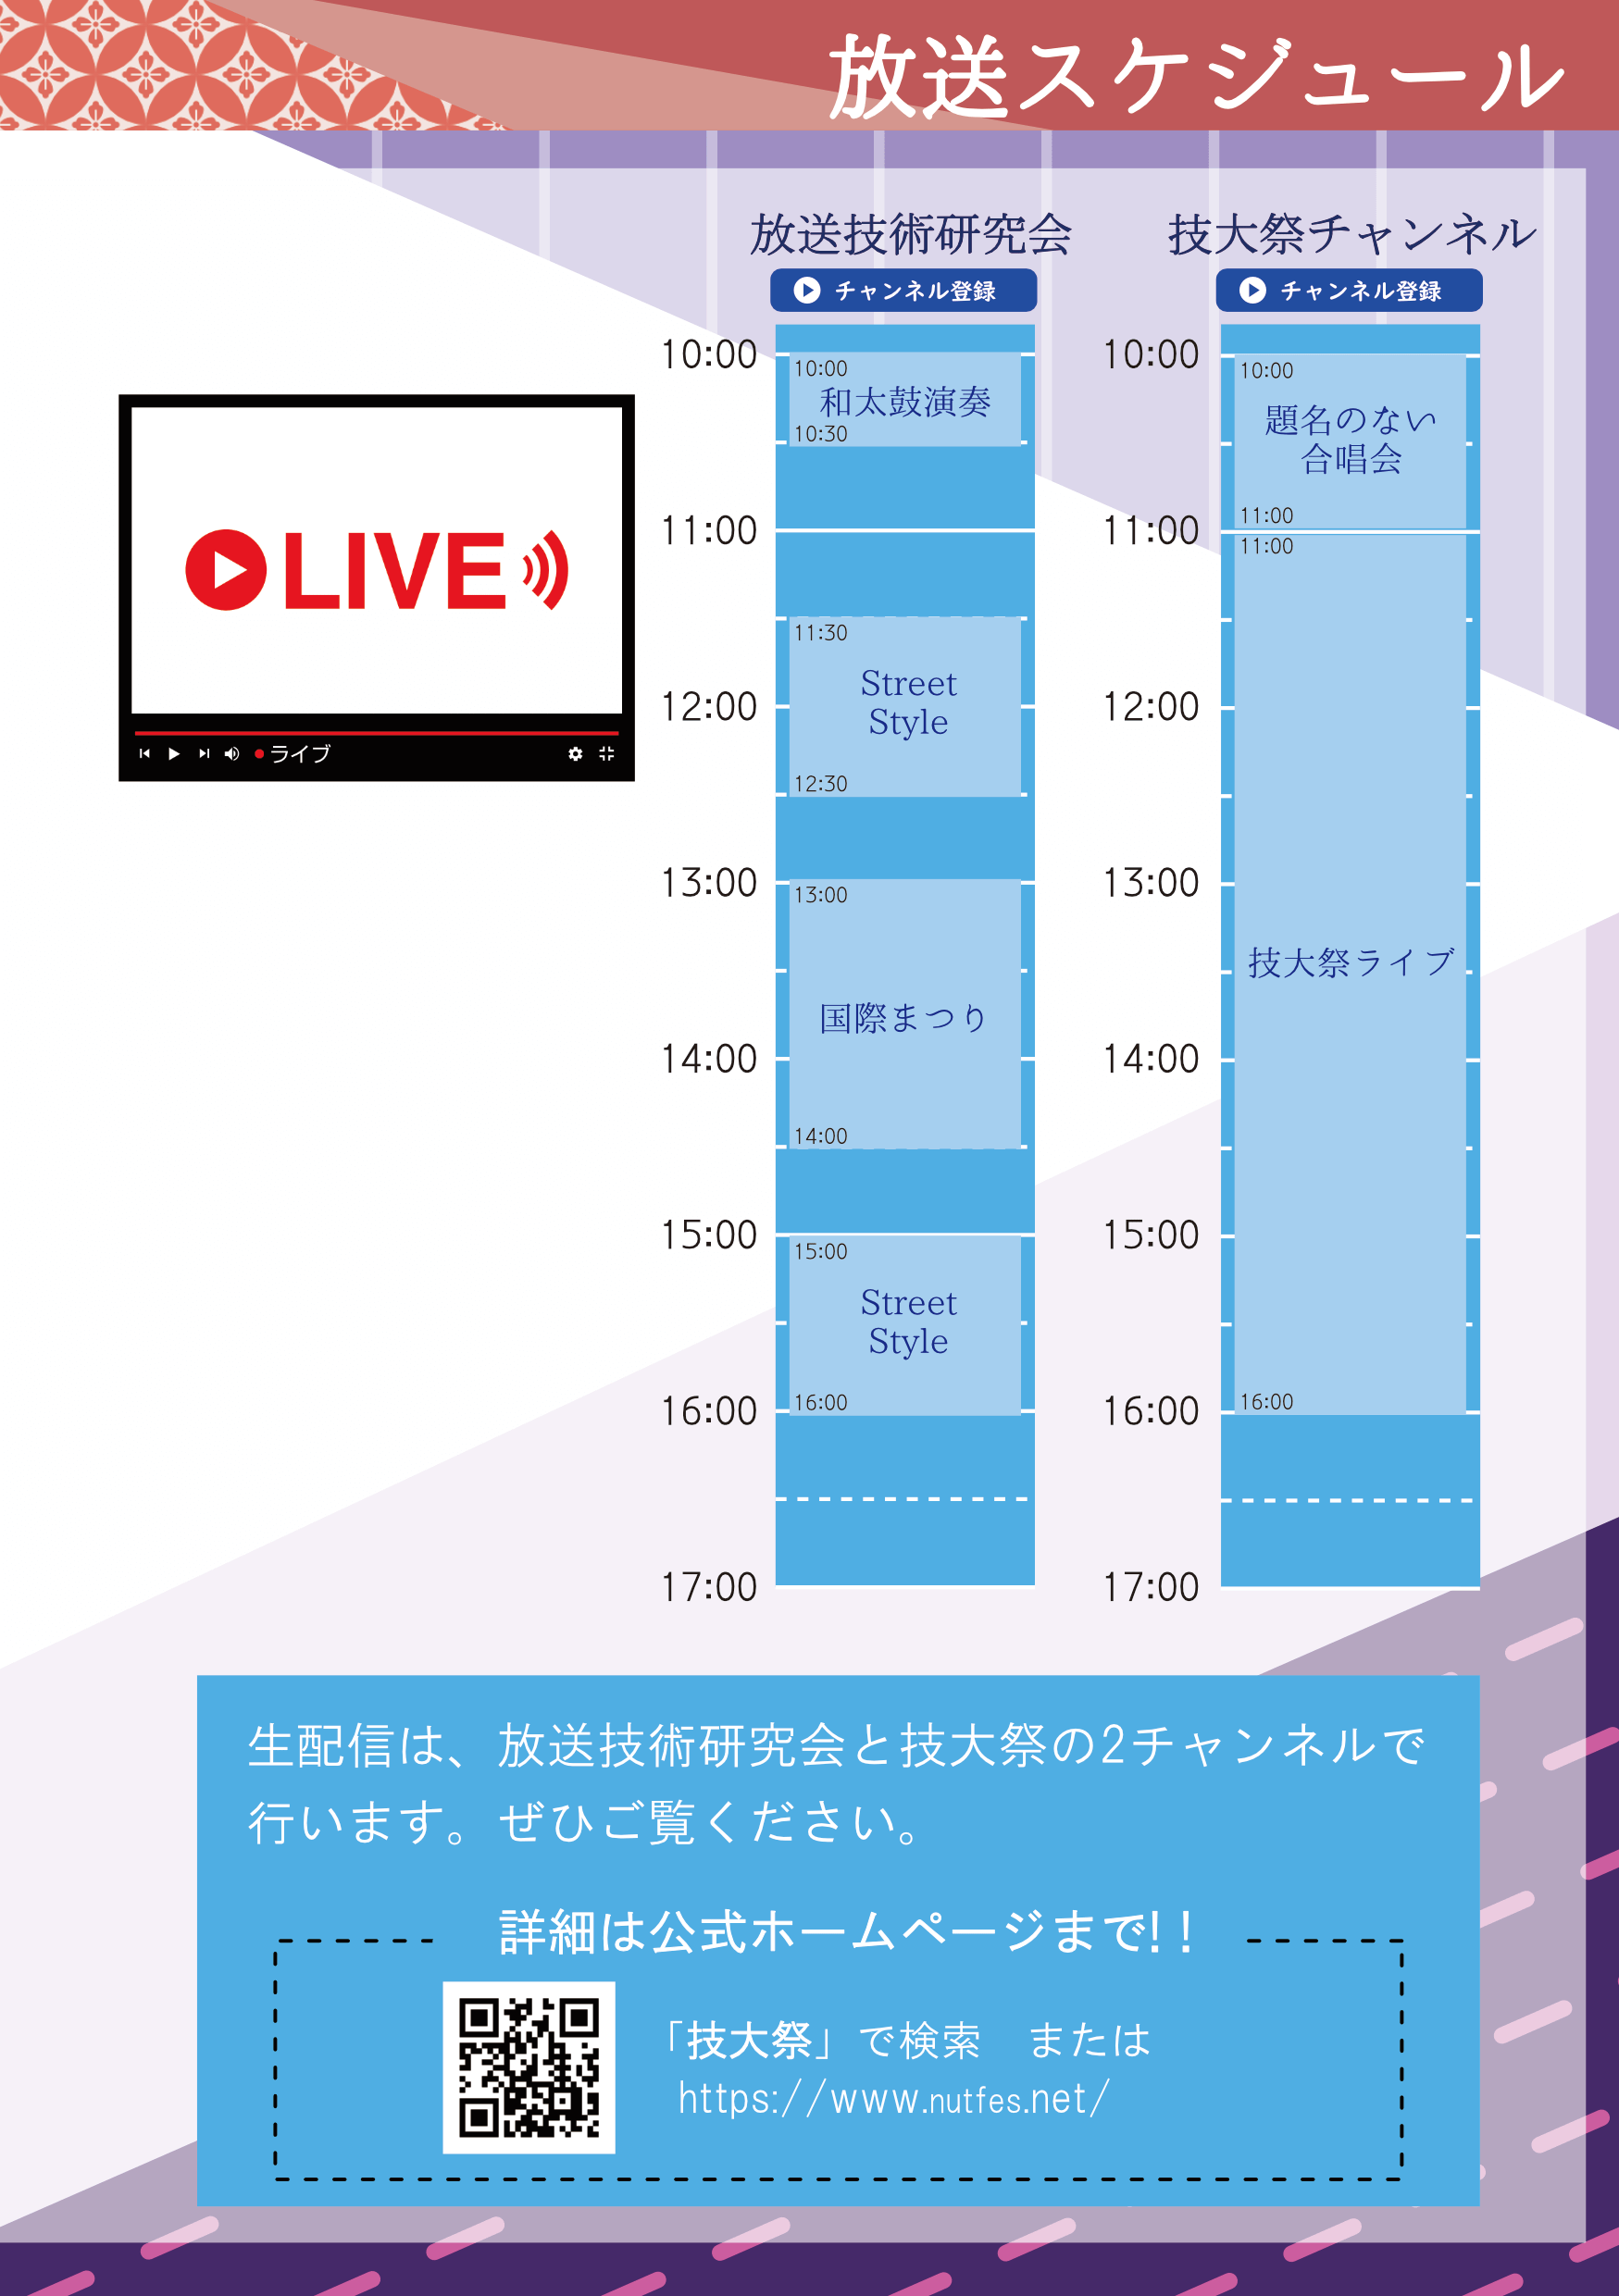 放送スケジュール
放送技術研究会
チャンネル登録
技大祭チャンネル
チャンネル登録
LIVE
ライブ
10:00
11:00
12:00
13:00
14:00
15:00
16:00
17:00
10:00
和太鼓演奏
10:30
11:30
Street
Style
12:30
13:00
国際まつり
14:00
15:00
Street
Style
16:00
10:00
11:00
12:00
13:00
14:00
15:00
16:00
17:00
10:00
題名のない
合唱会
11:00
11:00
技大祭ライブ
16:00
生配信は、放送技術研究会と技大祭の2チャンネルで
行います。ぜひご覧ください。
詳細は公式ホームページまで!!
「技大祭」で検索　または
https://www.nutfes.net/